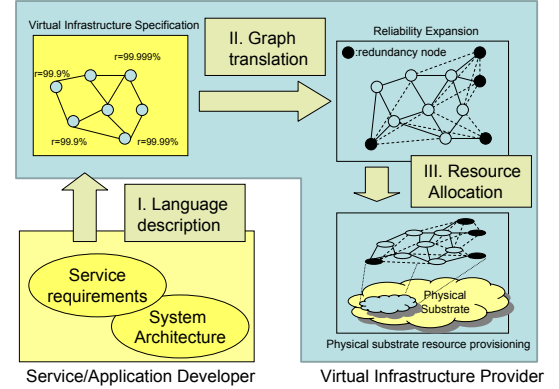 Virtual Infrastructure Specification
r=99.999%
r=99.9%
r=99.9%
r=99.99%
II. Graph
translation
Reliability Expansion
:redundancy node
III. Resource
Allocation
I. Language
description
Service
requirements
System
Architecture
Physical
Substrate
Physical substrate resource provisioning
Service/Application Developer
Virtual Infrastructure Provider